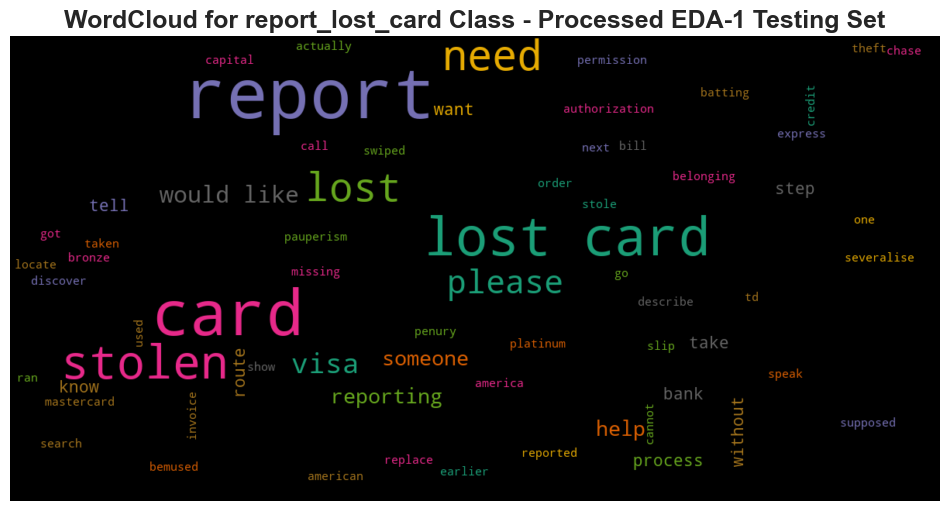 WordCloud for report_lost_card Class - Processed EDA-1 Testing Set
actually
need
theft
chase
capital
permission
report
want
batting
credit
authorization
express
call
swiped
next
bill
would like
lost
order
belonging
step
tell
stole
one
got
taken
pauperism
lost card
severalise
locate
bronze
discover
missing
please
go
describe
td
card
used
penury
platinum
slip
take
stolen
route
show
visa
someone
speak
ran
know
america
mastercard
invoice
reporting
bank
cannot
without
supposed
search
help
bemused
replace
earlier
american
reported
process